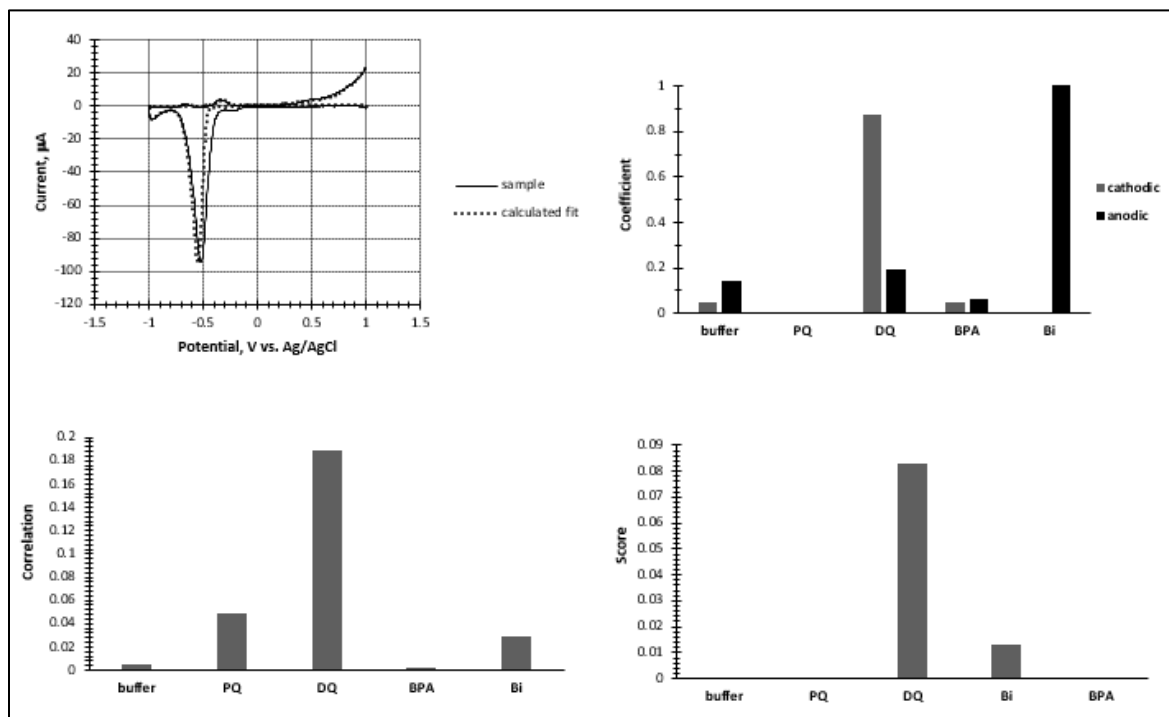 40
20
0
-20
-40
-60
-80
-100
-120
-1.5 -1 -0.5 0 0.5 1 1.5
Current, µA
Potential, V vs. Ag/AgCl
sample
calculated fit
1
0.8
0.6
0.4
0.2
0
Coefficient
buffer PQ DQ BPA Bi
cathodic
anodic
0.2
0.18
0.16
0.14
0.12
0.1
0.08
0.06
0.04
0.02
0
Correlation
buffer PQ DQ BPA Bi
0.09
0.08
0.07
0.06
0.05
0.04
0.03
0.02
0.01
0
Score
buffer PQ DQ Bi BPA